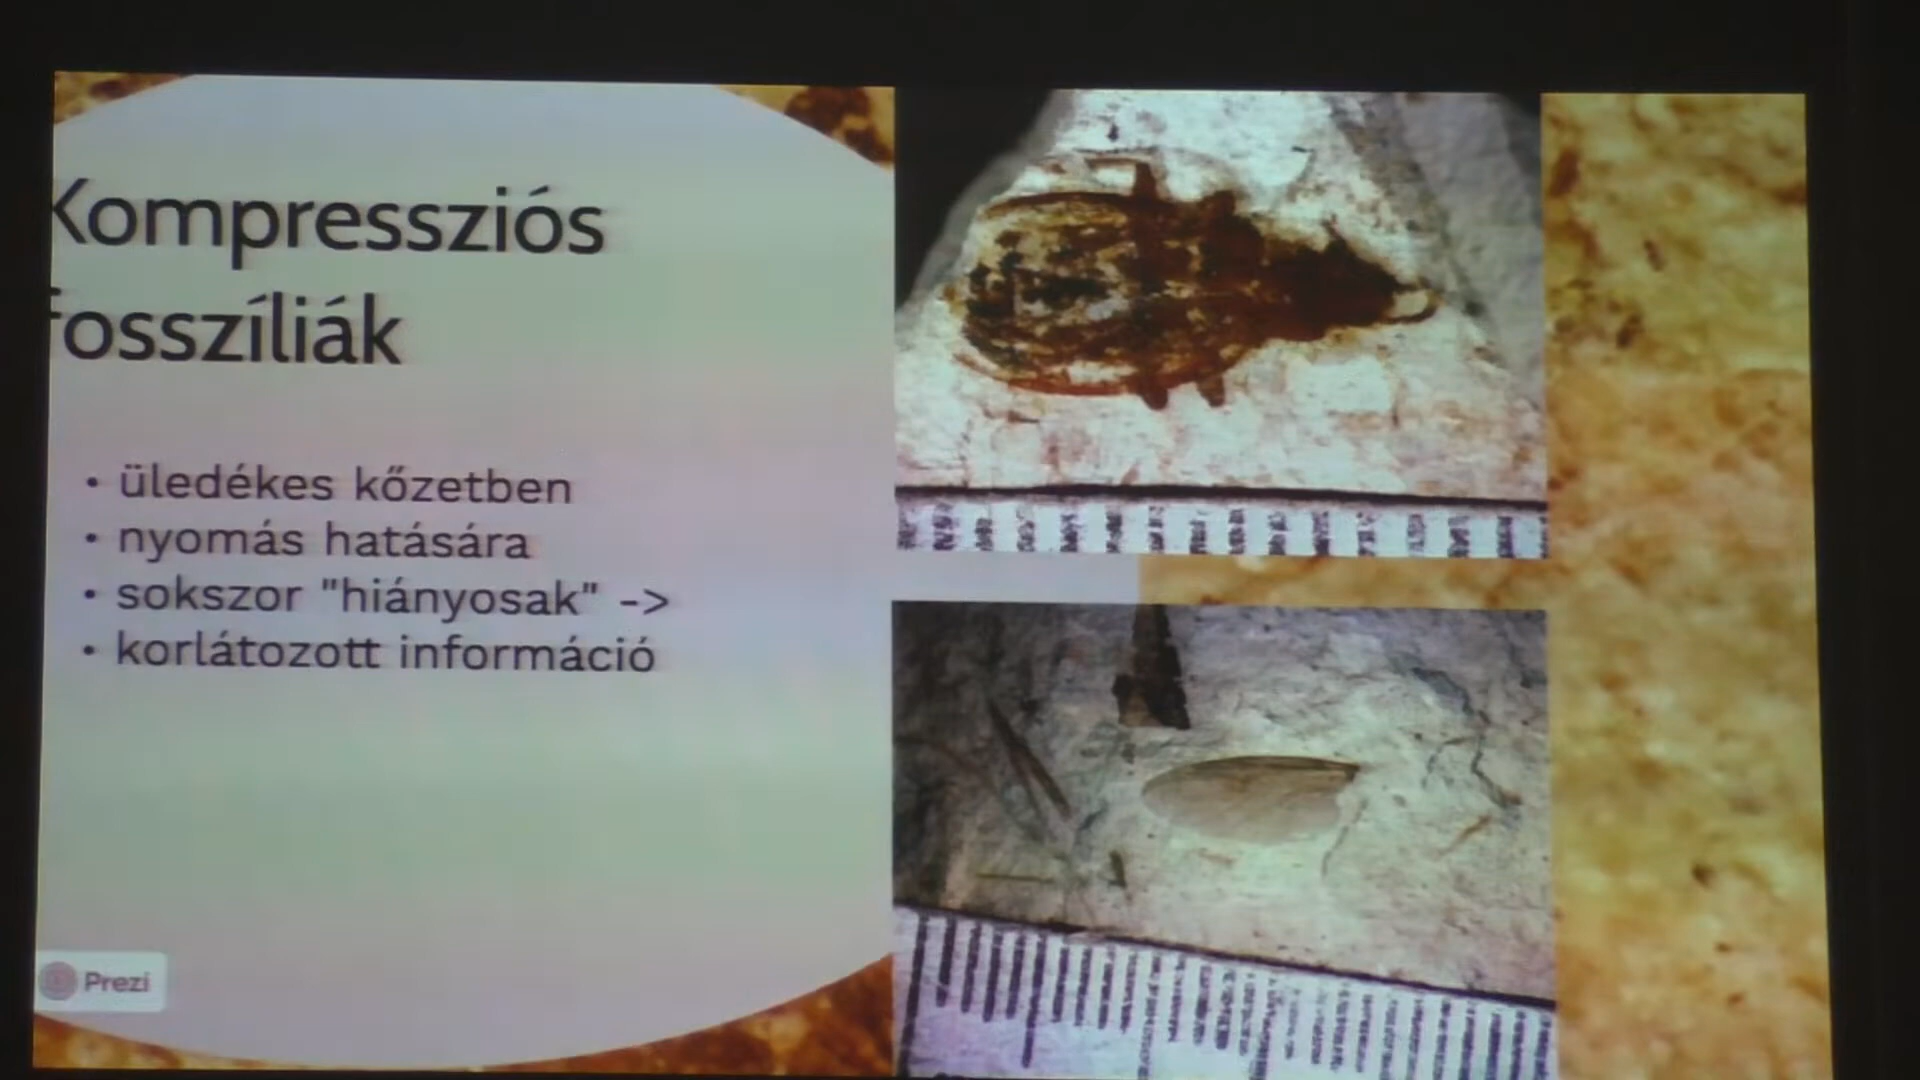 Kompressziós
fosszíliák
• üledékes kőzetben
• nyomás hatására
• sokszor "hiányosak" ->
• korlátozott információ
Prezi